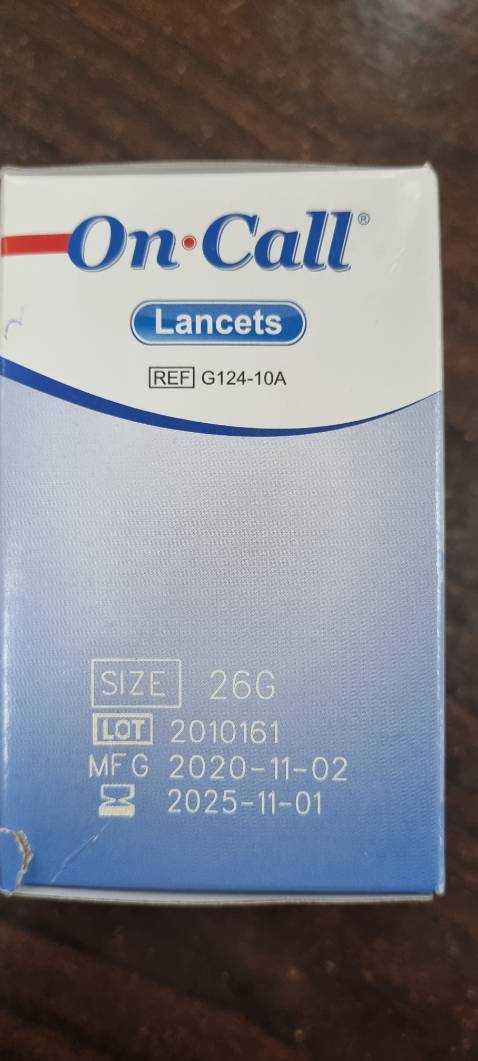 On·Call®
Lancets
REF G124-10A
SIZE 26G
LOT 2010161
MFG 2020-11-02
2025-11-01